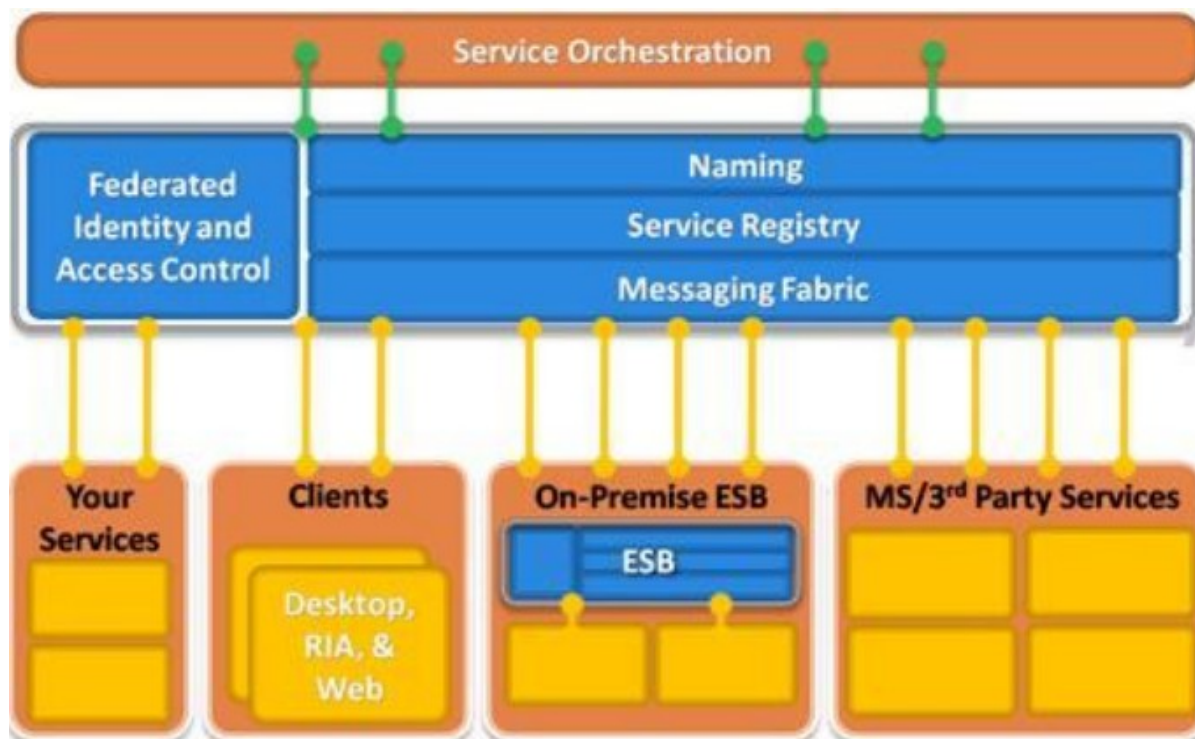 Service Orchestration
Federated
Identity and
Access Control
Naming
Service Registry
Messaging Fabric
Your
Services
Clients
Desktop,
RIA, &
Web
On-Premise ESB
ESB
MS/3rd Party Services